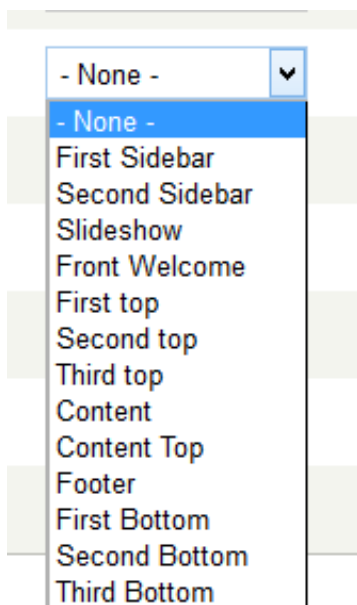 - None -
- None -
First Sidebar
Second Sidebar
Slideshow
Front Welcome
First top
Second top
Third top
Content
Content Top
Footer
First Bottom
Second Bottom
Third Bottom